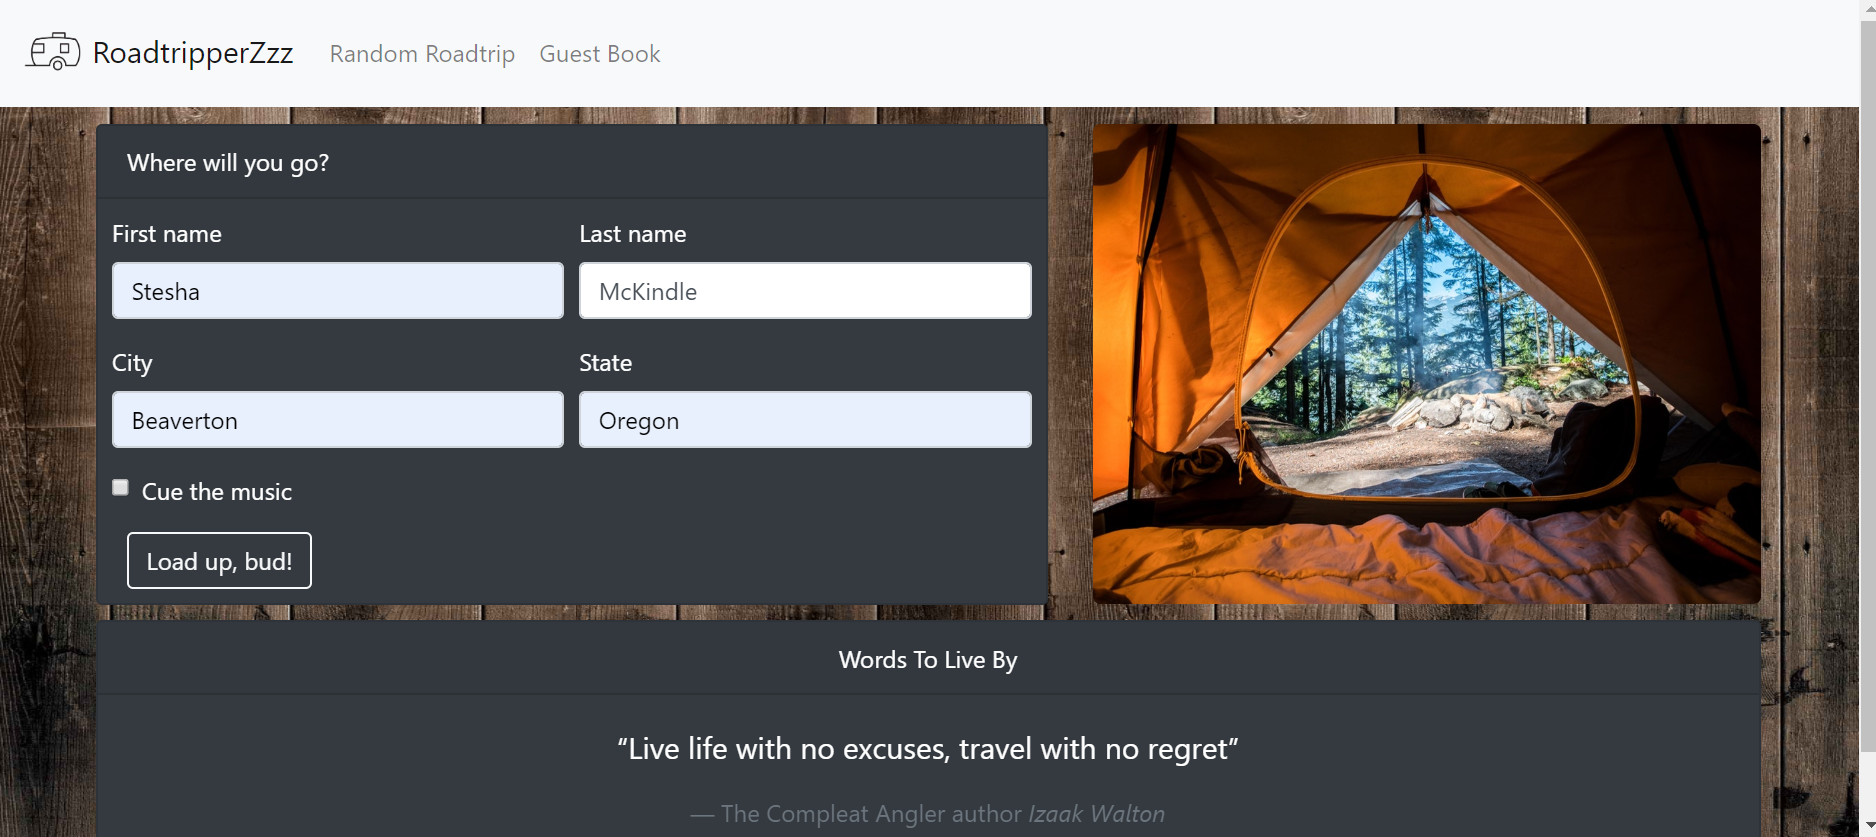 RoadtripperZzz Random Roadtrip Guest Book
Where will you go?
First name Last name
Stesha McKindle
City State
Beaverton Oregon
Cue the music
Load up, bud!
Words To Live By
“Live life with no excuses, travel with no regret”
— The Compleat Angler author Izaak Walton